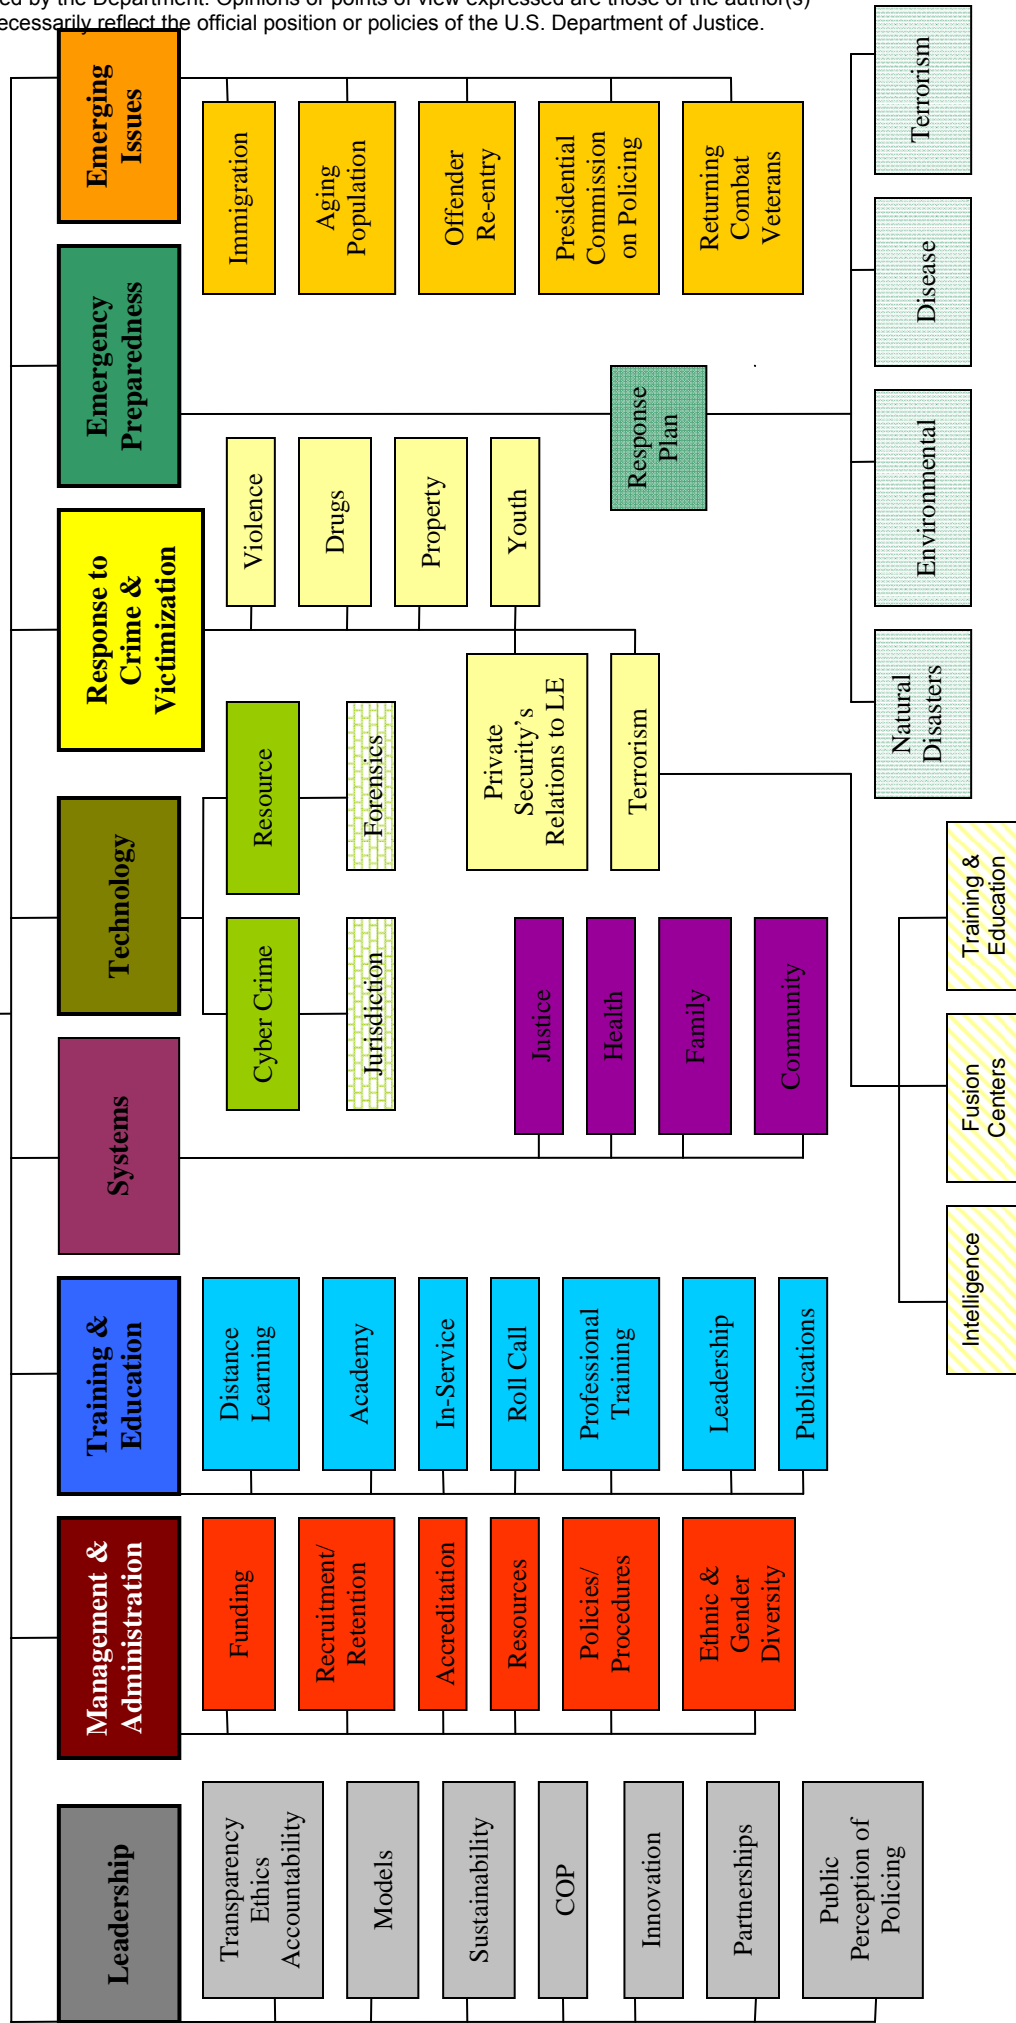 ed by the Department. Opinions or points of view expressed are those of the author(s)
necessarily reflect the official position or policies of the U.S. Department of Justice.
Leadership
Transparency
Ethics
Accountability
Models
Sustainability
COP
Innovation
Partnerships
Public
Perception of
Policing
Management &
Administration
Funding
Recruitment/
Retention
Accreditation
Resources
Policies/
Procedures
Ethnic &
Gender
Diversity
Training &
Education
Distance
Learning
Academy
In-Service
Roll Call
Professional
Training
Leadership
Publications
Systems
Justice
Health
Family
Community
Technology
Cyber Crime
Jurisdiction
Resource
Forensics
Response to
Crime &
Victimization
Violence
Drugs
Property
Youth
Private
Security's
Relations to LE
Terrorism
Intelligence
Fusion
Centers
Training &
Education
Emergency
Preparedness
Response
Plan
Natural
Disasters
Environmental
Disease
Terrorism
Emerging
Issues
Immigration
Aging
Population
Offender
Re-entry
Presidential
Commission
on Policing
Returning
Combat
Veterans